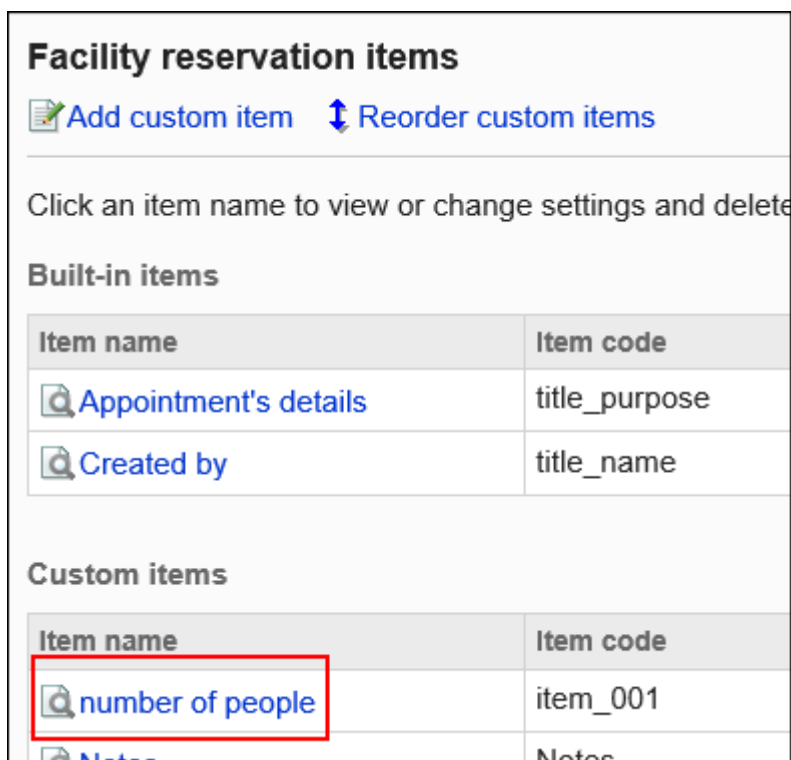 Facility reservation items
Add custom item Reorder custom items
Click an item name to view or change settings and delete
Built-in items
Item name Item code
Appointment's details title_purpose
Created by title_name
Custom items
Item name Item code
number of people item_001
Notes Notes